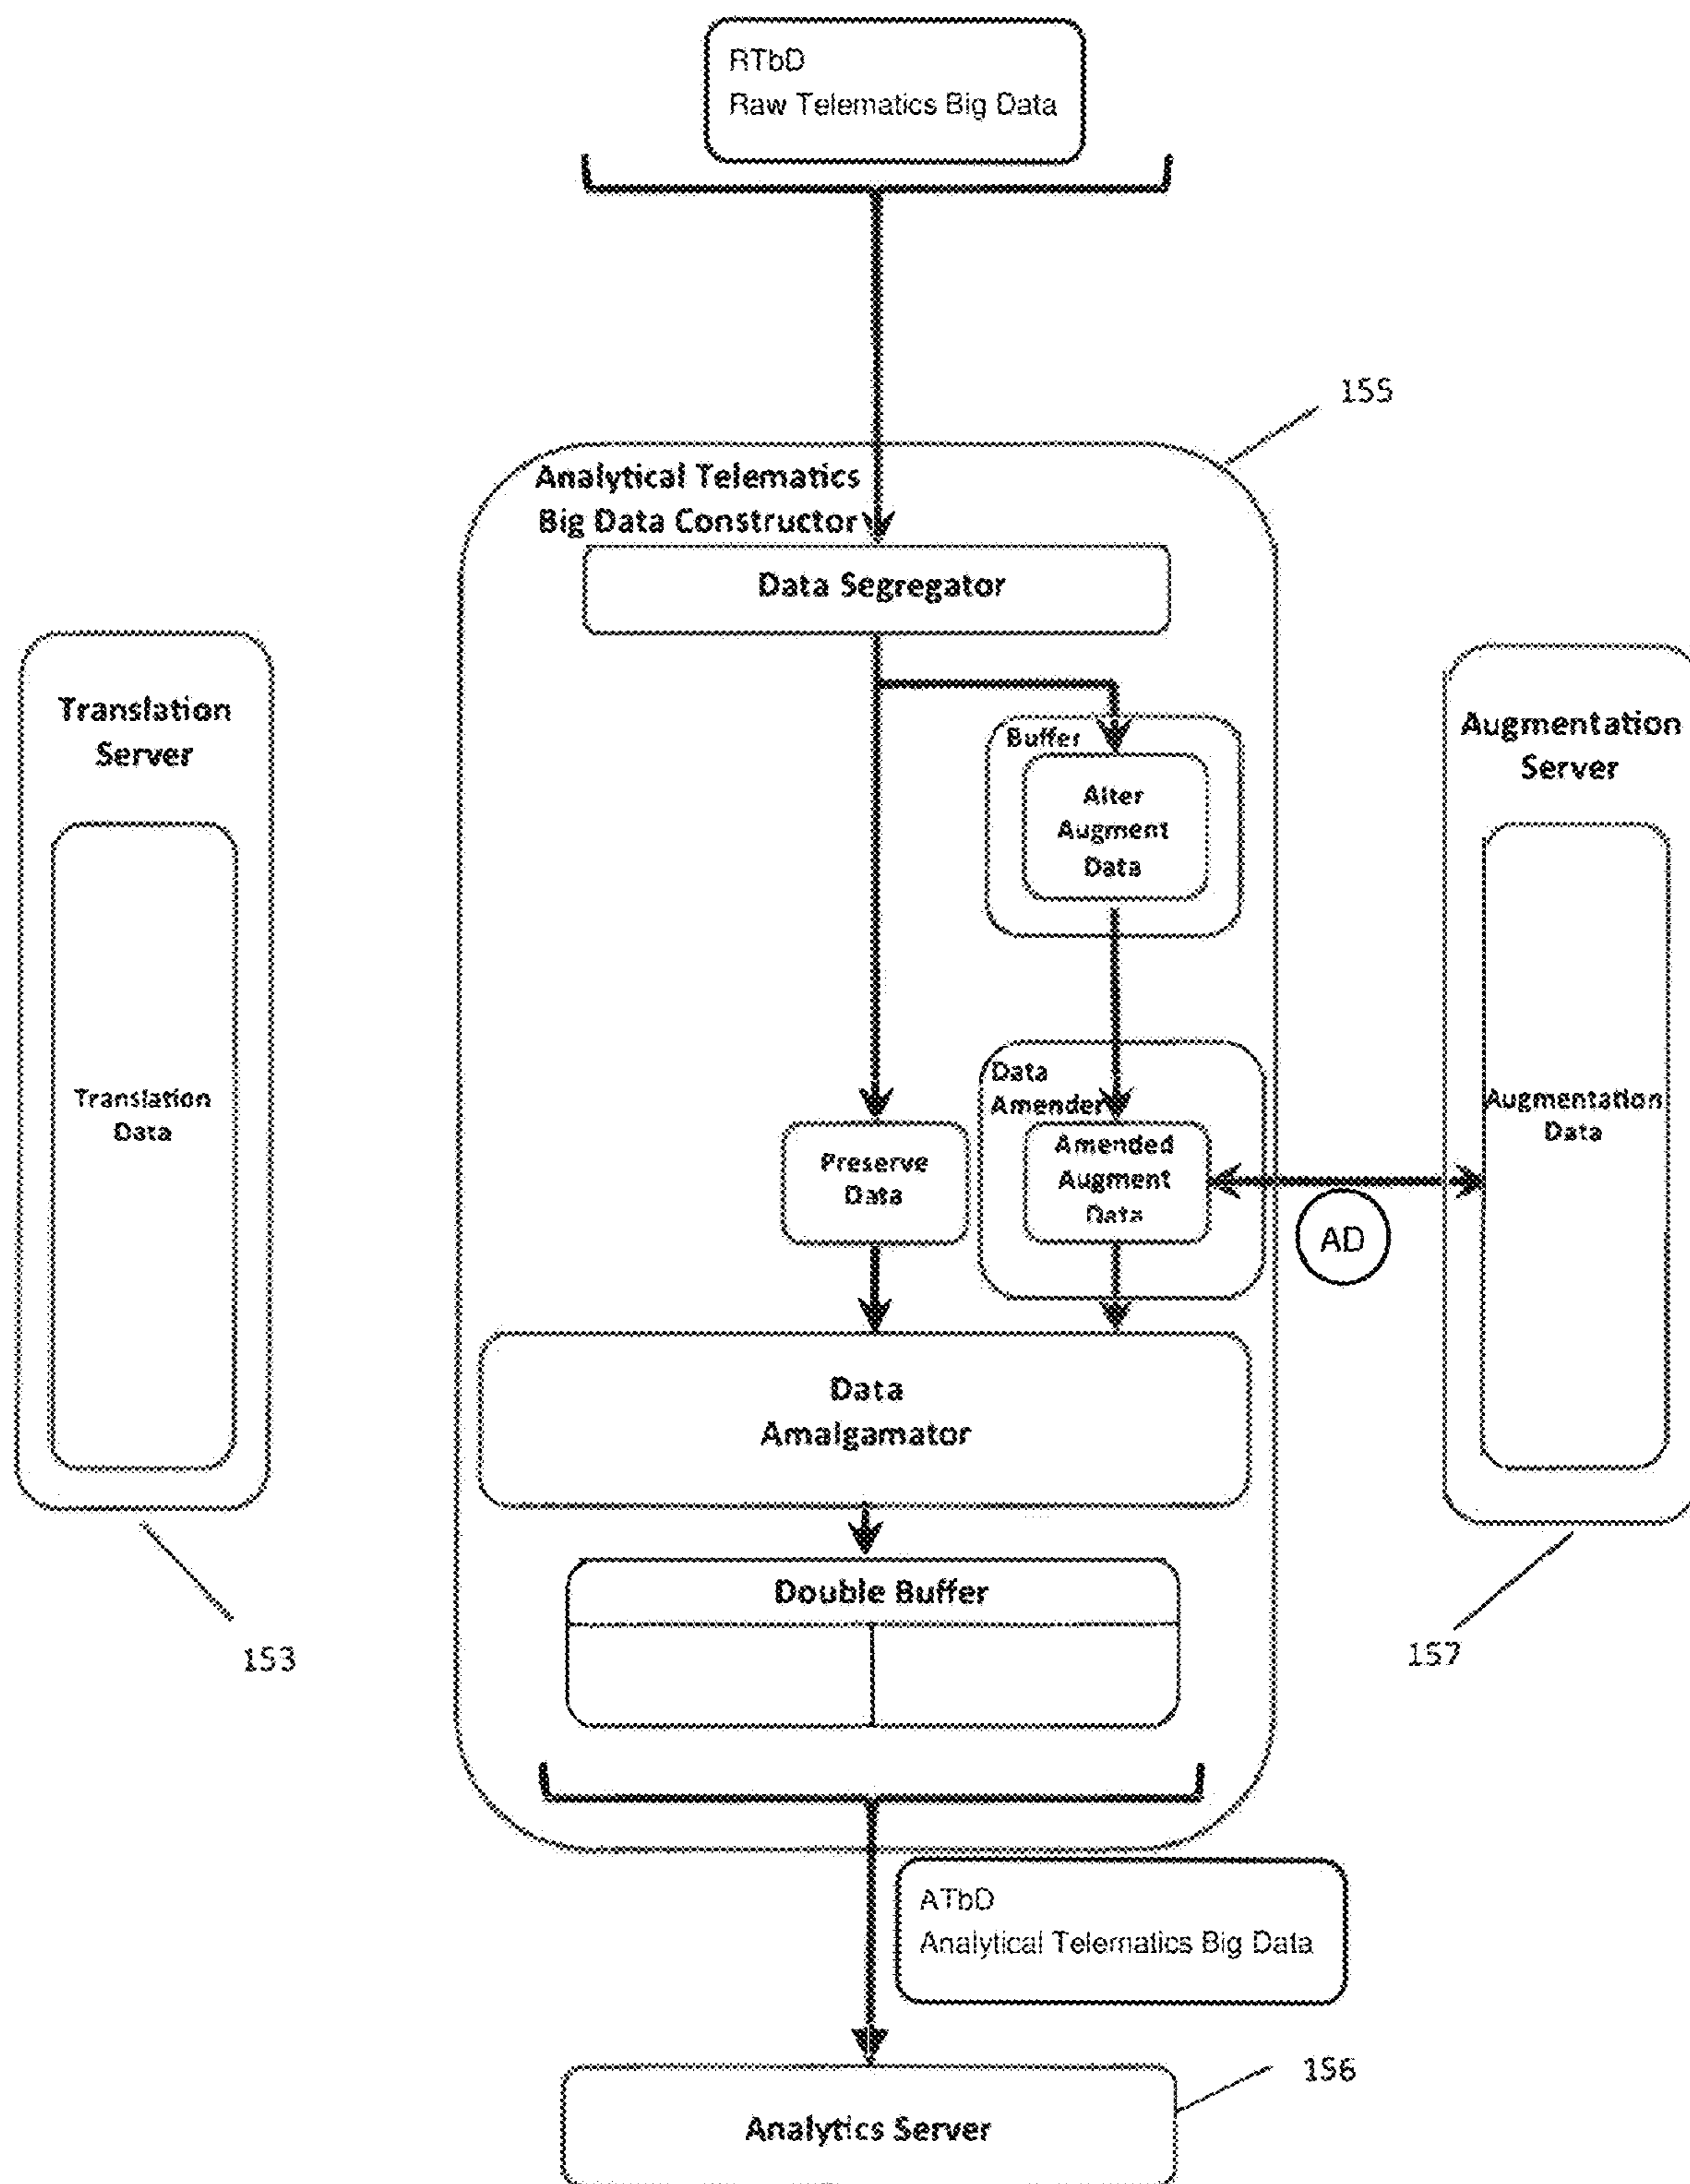 RTbD
Raw Telematics Big Data
155
Analytical Telematics
Big Data Constructor
Data Segregator
Translation
Server
Buffer
Augmentation
Server
Alter
Augment
Data
Data
Amender
Translation
Data
Preserve
Data
Amended
Augment
Data
Augmentation
Data
AD
Data
Amalgamator
Double Buffer
153
157
ATbD
Analytical Telematics Big Data
156
Analytics Server